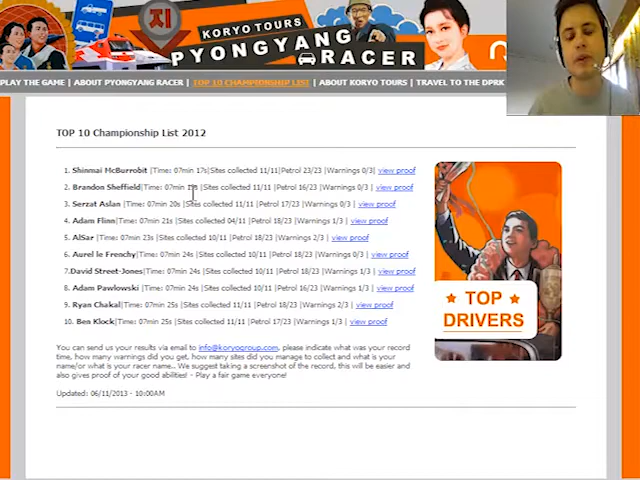 KORYO TOURS
PYONGYANG
RACER
PLAY THE GAME | ABOUT PYONGYANG RACER | TOP 10 CHAMPIONSHIP LIST | ABOUT KORYO TOURS | TRAVEL TO THE DPRK
TOP 10 Championship List 2012
1. Shinmai McBurrobit |Time: 07min 17s|Sites collected 11/11|Petrol 23/23 |Warnings 0/3| view proof
2. Brandon Sheffield|Time: 07min |Sites collected 11/11|Petrol 16/23 |Warnings 0/3 | view proof
3. Serzat Aslan |Time: 07min 20s |Sites collected 11/11|Petrol 17/23 |Warnings 0/3 | view proof
4. Adam Flinn|Time: 07min 21s |Sites collected 04/11|Petrol 18/23 |Warnings 1/3 | view proof
5. AlSar |Time: 07min 23s |Sites collected 10/11|Petrol 18/23 |Warnings 2/3 | view proof
6. Aurel le Frenchy|Time: 07min 24s |Sites collected 10/11|Petrol 18/23 |Warnings 0/3 | view proof
7.David Street-Jones|Time: 07min 24s |Sites collected 10/11|Petrol 18/23 |Warnings 1/3 | view proof
8. Adam Pawlowski|Time: 07min 24s |Sites collected 10/11|Petrol 16/23 |Warnings 1/3 | view proof
9. Ryan Chakal|Time: 07min 25s |Sites collected 11/11|Petrol 18/23 |Warnings 2/3 | view proof
10. Ben Klock|Time: 07min 25s |Sites collected 11/11|Petrol 17/23 |Warnings 1/3 | view proof
TOP
DRIVERS
You can send us your results via email to info@koryogroup.com, please indicate what was your record
time, how many warnings did you get, how many sites did you manage to collect and what is your
name/or what is your racer name.. We suggest taking a screenshot of the record, this will be easier and
also gives proof of your good abilities! - Play a fair game everyone!
Updated: 06/11/2013 - 10:00AM